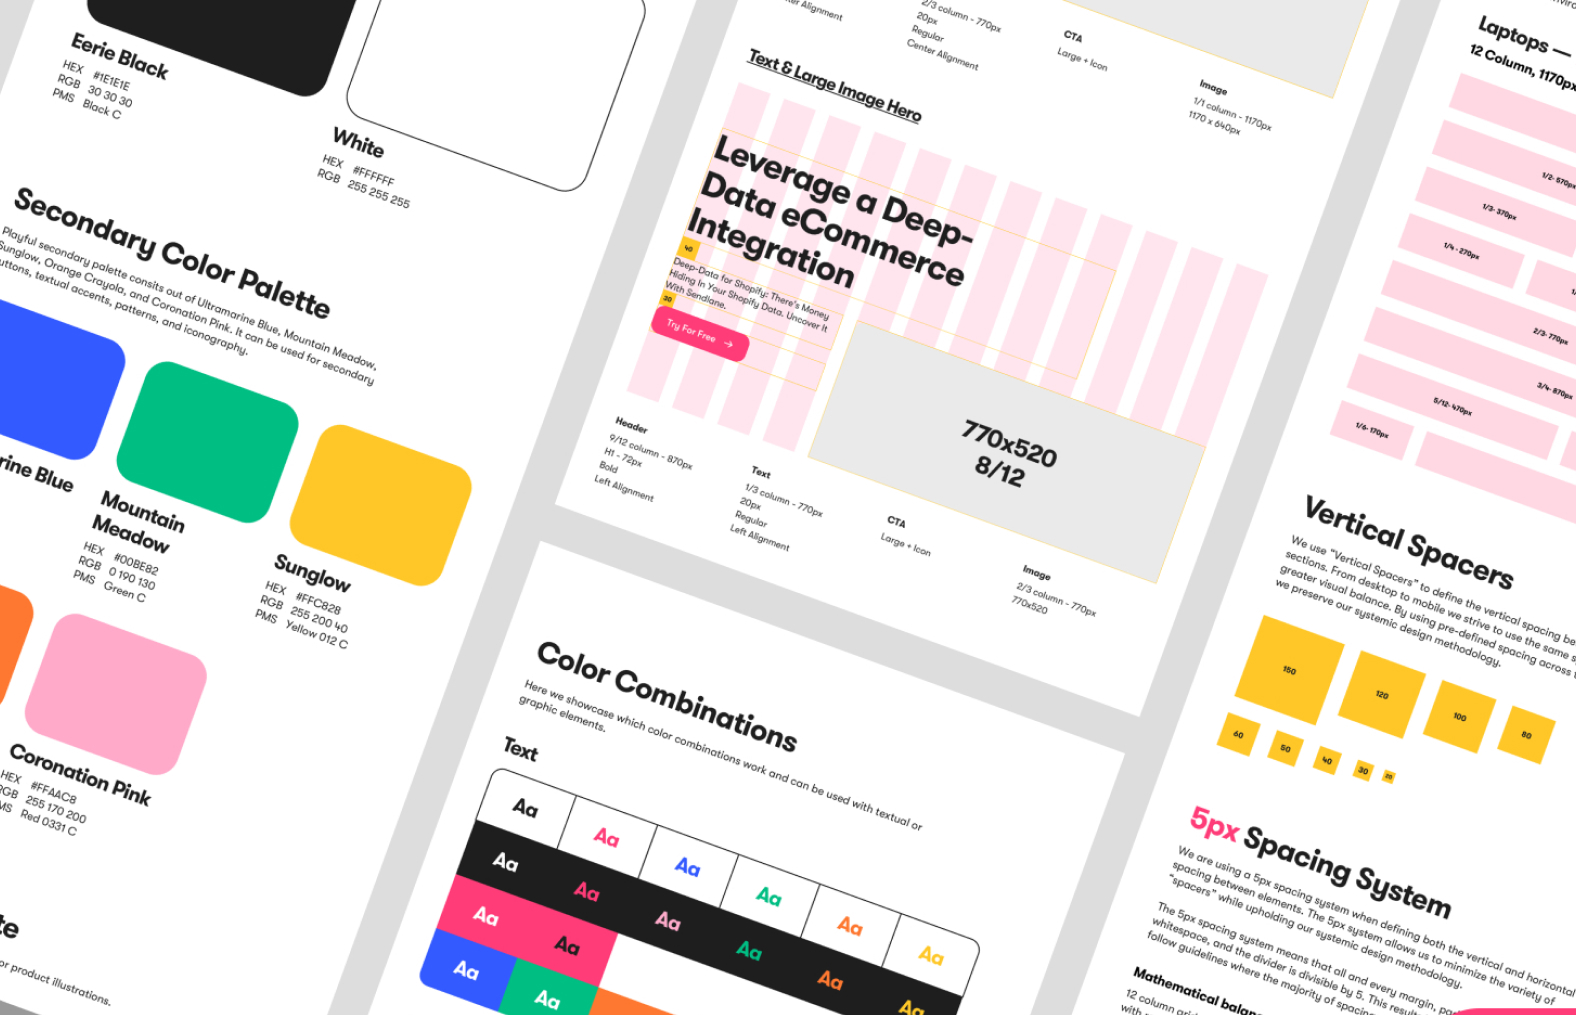 Eerie Black
HEX #1E1E1E
RGB 30 30 30
PMS Black C
White
HEX #FFFFFF
RGB 255 255 255
Secondary Color Palette
Playful secondary palette consits out of Ultramarine Blue, Mountain Meadow,
Sunglow, Orange Crayola, and Coronation Pink. It can be used for secondary
uttons, textual accents, patterns, and iconography.
rine Blue
Mountain
Meadow
HEX #00BE82
RGB 0 190 130
PMS Green C
Sunglow
HEX #FFC828
RGB 255 200 40
PMS Yellow 012 C
Coronation Pink
HEX #FFAAC8
RGB 255 170 200
PMS Red 0331 C
te
or product illustrations.
ter Alignment
2/3 column - 770px
20px
Regular
Center Alignment
CTA
Large + Icon
Image
1/1 column - 1170px
1170 x 640px
Text & Large Image Hero
Leverage a Deep-
Data eCommerce
Integration
40
Deep-Data for Shopify: There's Money
Hiding In Your Shopify Data. Uncover It
With Sendlane.
30
Try For Free →
770x520
8/12
Header
9/12 column - 870px
H1 - 72px
Bold
Left Alignment
Text
1/3 column - 770px
20px
Regular
Left Alignment
CTA
Large + Icon
Image
2/3 column - 770px
770x520
Color Combinations
Here we showcase which color combinations work and can be used with textual or
graphic elements.
Text
Aa Aa Aa Aa Aa Aa
Aa Aa Aa Aa Aa Aa
Aa Aa
Aa Aa
Laptops —
12 Column, 1170px
1/2- 570px
1/3- 370px
1/4 - 270px
2/3- 770px
3/4- 870px
5/12- 470px
1/6- 170px
Vertical Spacers
We use "Vertical Spacers" to define the vertical spacing be
sections. From desktop to mobile we strive to use the same s
greater visual balance. By using pre-defined spacing across
we preserve our systemic design methodology.
150 120 100 80
60 50 40 30 20
5px Spacing System
We are using a 5px spacing system when defining both the vertical and horizontal
spacing between elements. The 5px system allows us to minimize the variety of
"spacers" while upholding our systemic design methodology.
The 5px spacing system means that all and every margin, pa
whitespace, and the divider is divisible by 5. This result
follow guidelines where the majority of spacin
Mathematical balan
12 column gri
with